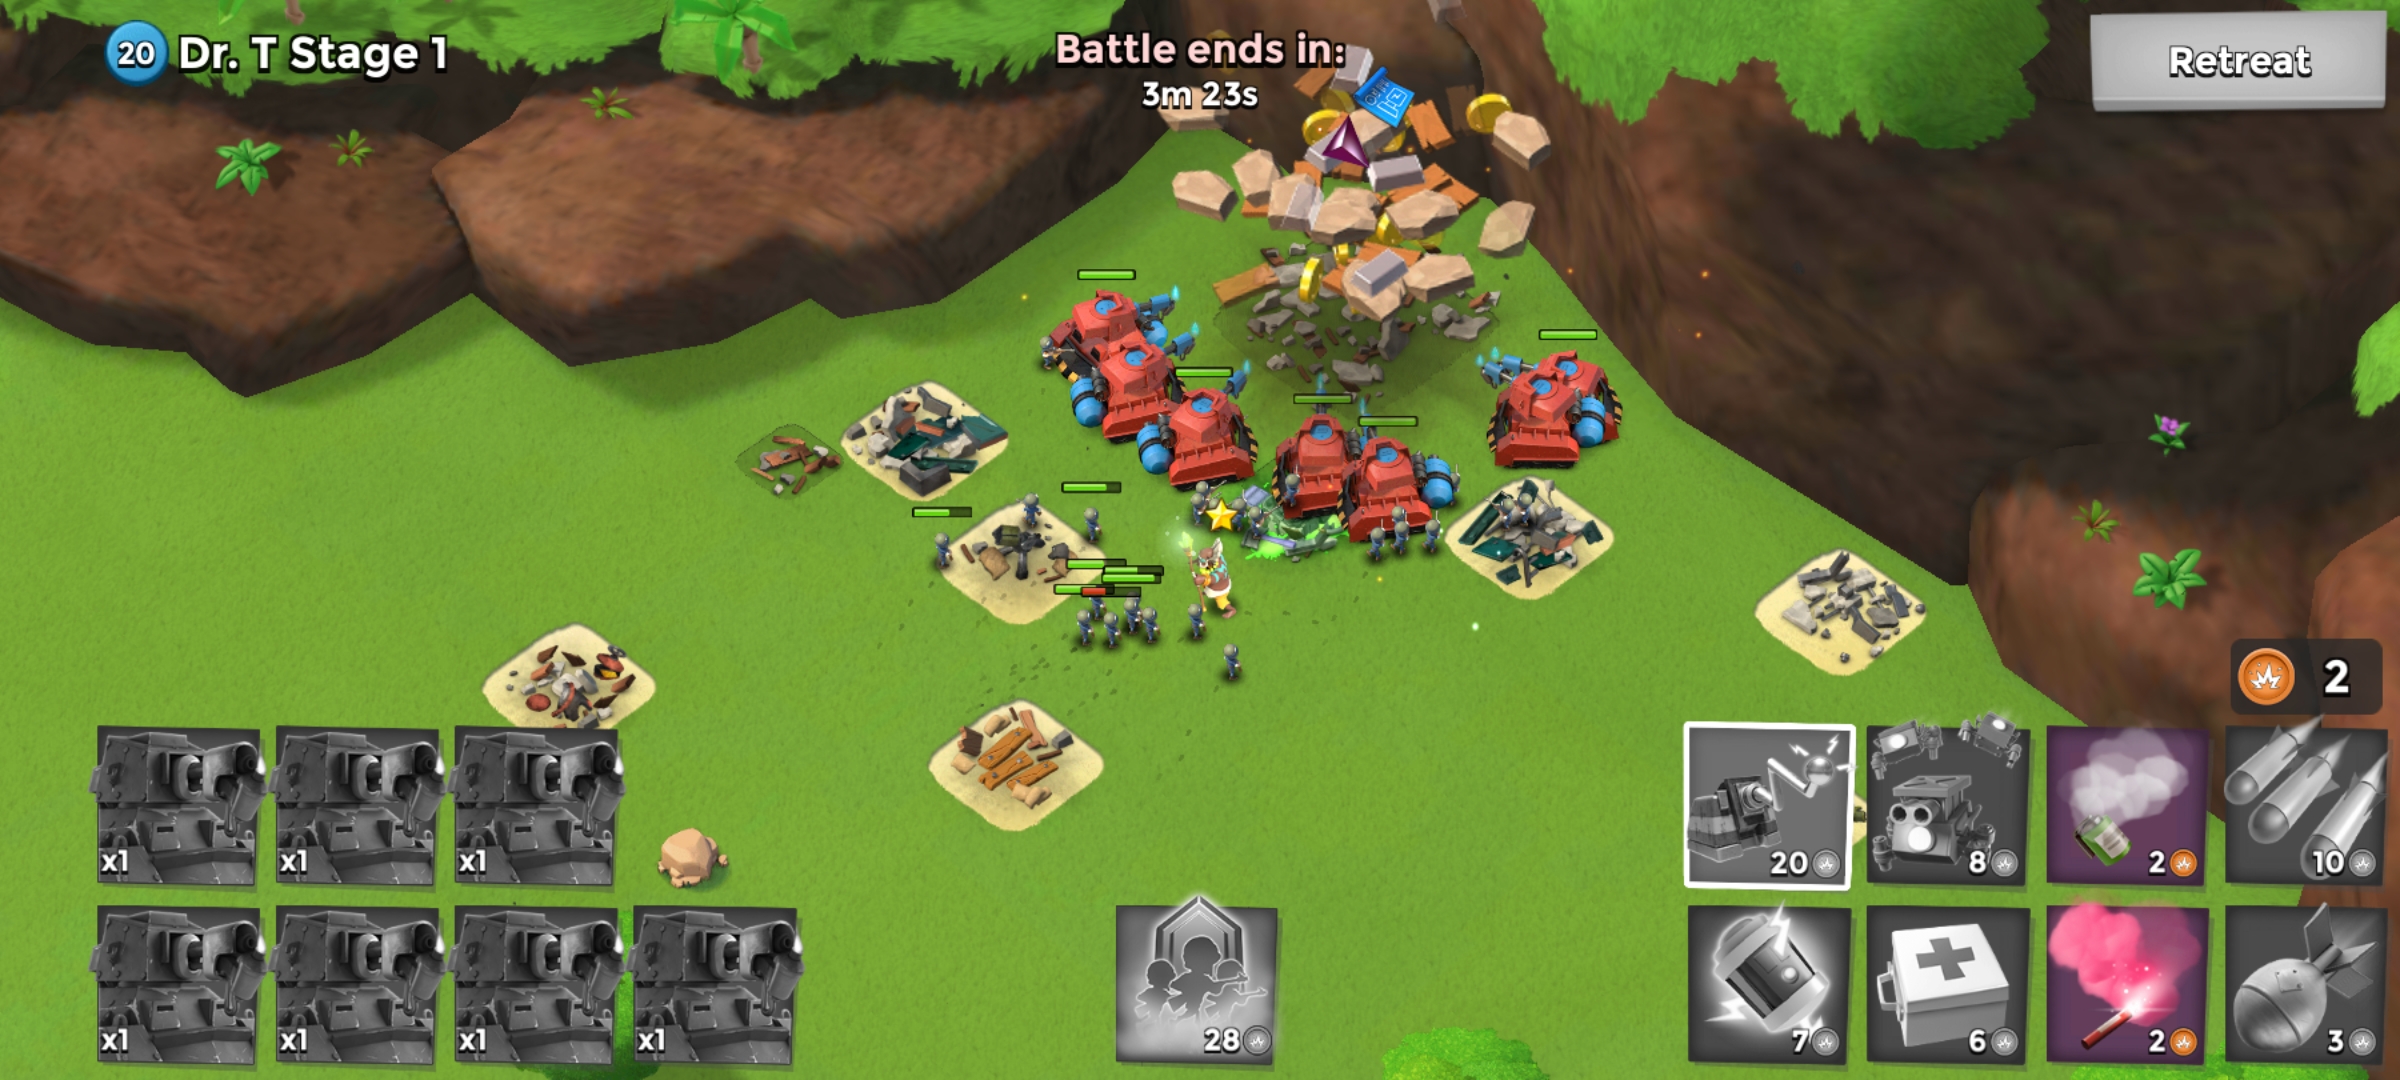 20 Dr. T Stage 1
Battle ends in:
3m 23s
Retreat
2
x1 x1 x1
20 8 2 10
x1 x1 x1 x1
28
7 6 2 3